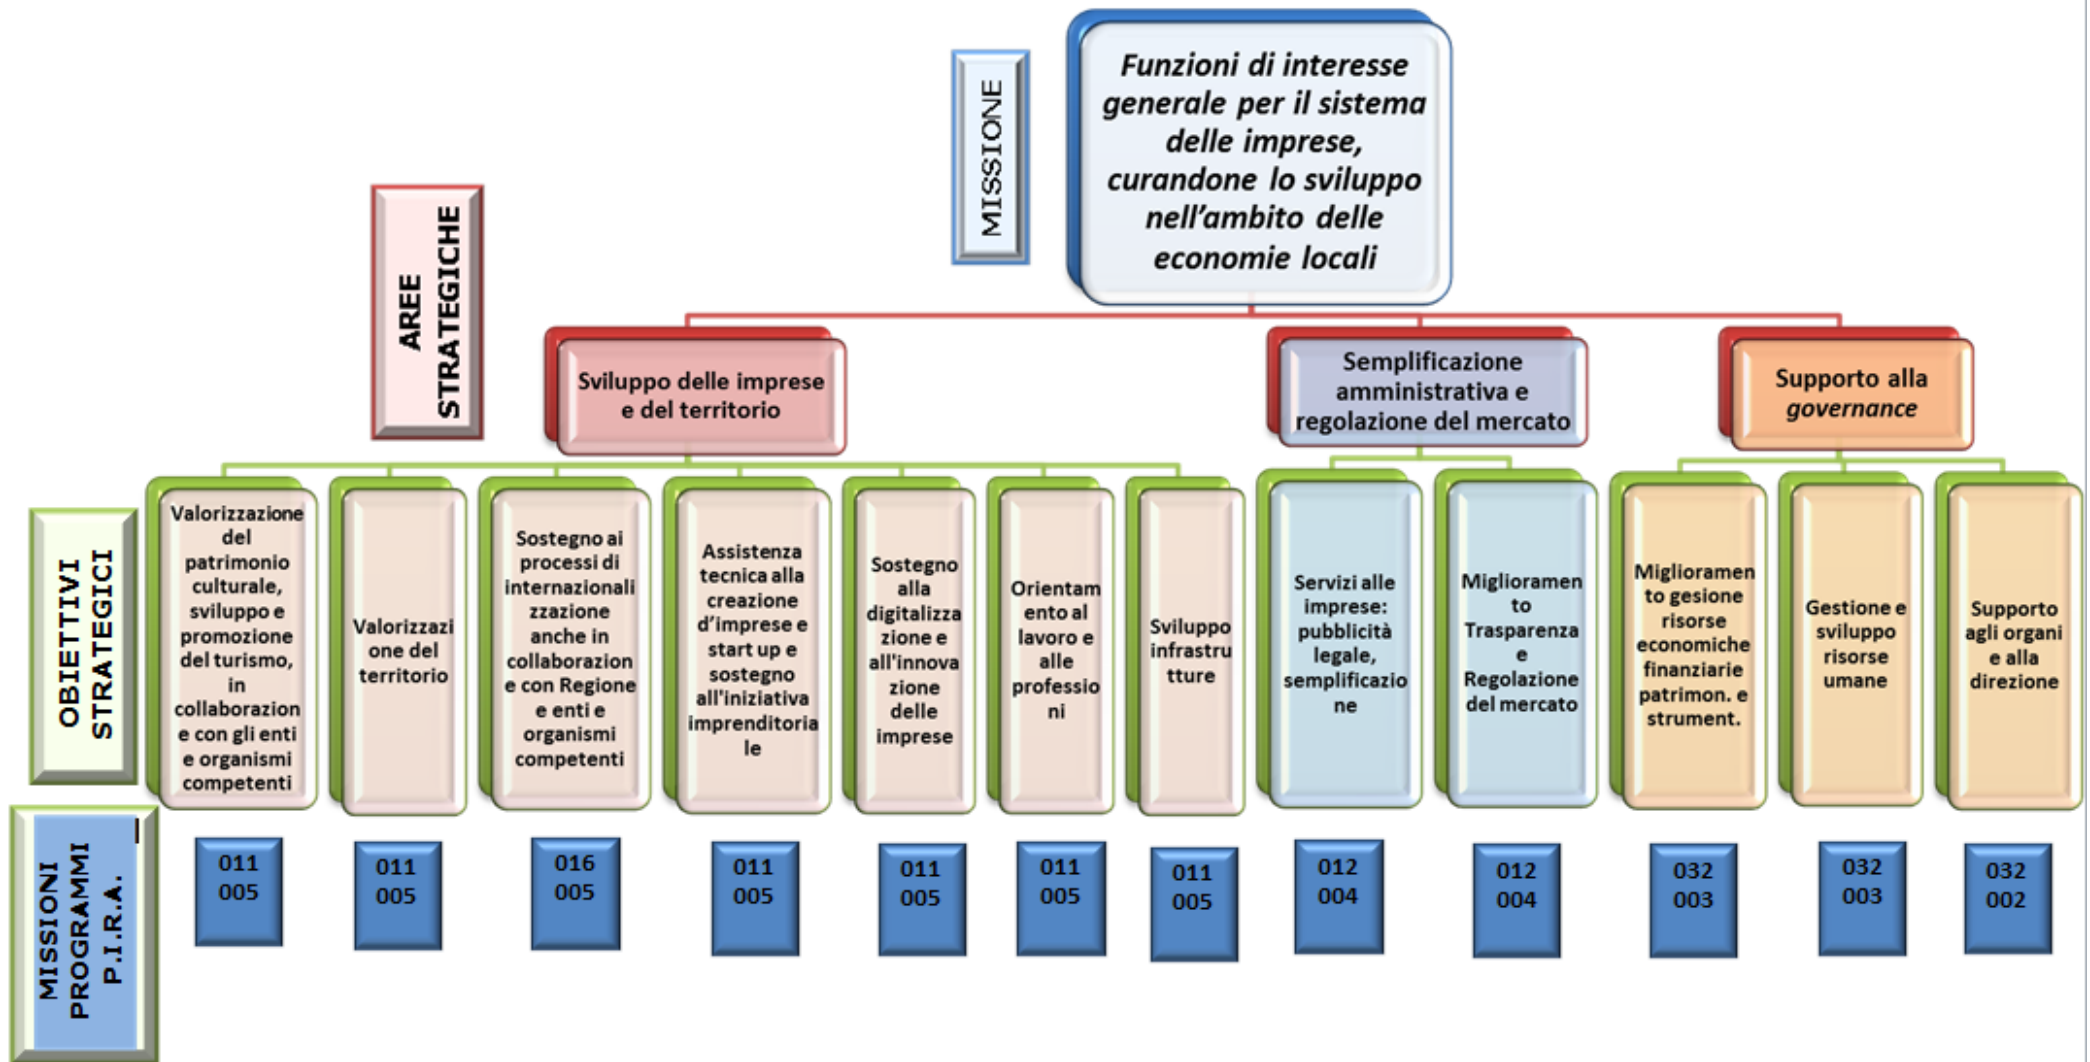 MISSIONE
Funzioni di interesse
generale per il sistema
delle imprese,
curandone lo sviluppo
nell'ambito delle
economie locali
AREE
STRATEGICHE
Sviluppo delle imprese
e del territorio
Semplificazione
amministrativa e
regolazione del mercato
Supporto alla
governance
OBIETTIVI
STRATEGICI
Valorizzazione
del
patrimonio
culturale,
sviluppo e
promozione
del turismo,
in
collaborazion
e con gli enti
e organismi
competenti
Valorizzazi
one del
territorio
Sostegno ai
processi di
internazionali
zzazione
anche in
collaborazion
e con Regione
e enti e
organismi
competenti
Assistenza
tecnica alla
creazione
d'imprese e
start up e
sostegno
all'iniziativa
imprenditoria
le
Sostegno
alla
digitalizza
zione e
all'innova
zione
delle
imprese
Orientam
ento al
lavoro e
alle
professio
ni
Sviluppo
infrastru
tture
Servizi alle
imprese:
pubblicità
legale,
semplificazio
ne
Miglioramen
to
Trasparenza
e
Regolazione
del mercato
Miglioramen
to gesione
risorse
economiche
finanziarie
patrimon. e
strument.
Gestione e
sviluppo
risorse
umane
Supporto
agli organi
e alla
direzione
MISSIONI
PROGRAMMI
P.I.R.A.
011
005
011
005
016
005
011
005
011
005
011
005
011
005
012
004
012
004
032
003
032
003
032
002